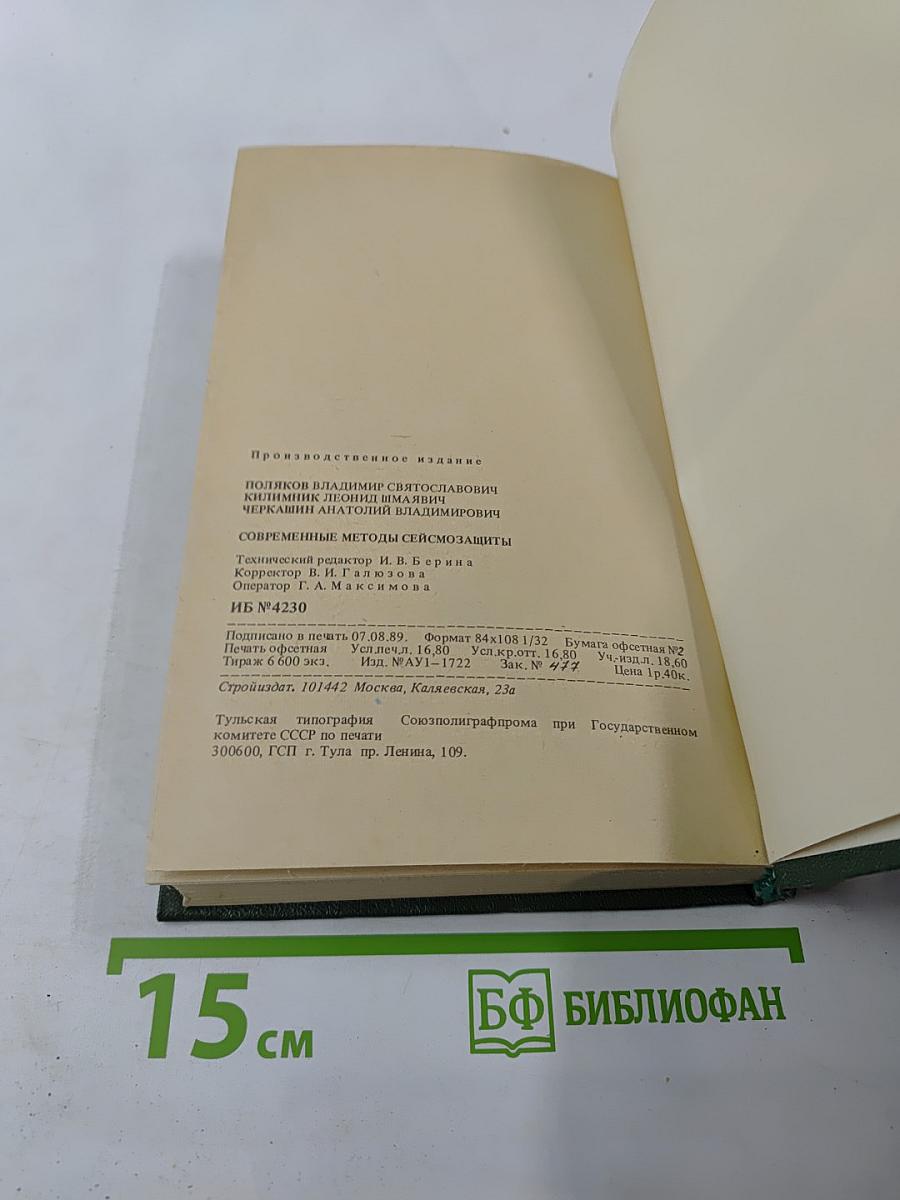 Производственное издание
ПОЛЯКОВ ВЛАДИМИР СВЯТОСЛАВОВИЧ
КИЛИМНИК ЛЕОНИД ШМАЯВИЧ
ЧЕРКАШИН АНАТОЛИЙ ВЛАДИМИРОВИЧ
СОВРЕМЕННЫЕ МЕТОДЫ СЕЙСМОЗАЩИТЫ
Технический редактор И. В. Берина
Корректор В. И. Галюзова
Оператор Г. А. Максимова
ИБ №4230
Подписано в печать 07.08.89. Формат 84х108 1/32 Бумага офсетная №2
Печать офсетная Усл.печ.л. 16,80 Усл.кр.отт. 16,80 Уч.-изд.л. 18,60
Тираж 6 600 экз. Изд. №АУ1–1722 Зак. № 477 Цена 1р.40к.
Стройиздат. 101442 Москва, Каляевская, 23а
Тульская типография Союзполиграфпрома при Государственном
комитете СССР по печати
300600, ГСП г. Тула пр. Ленина, 109.
15 см
БФ БИБЛИОФАН